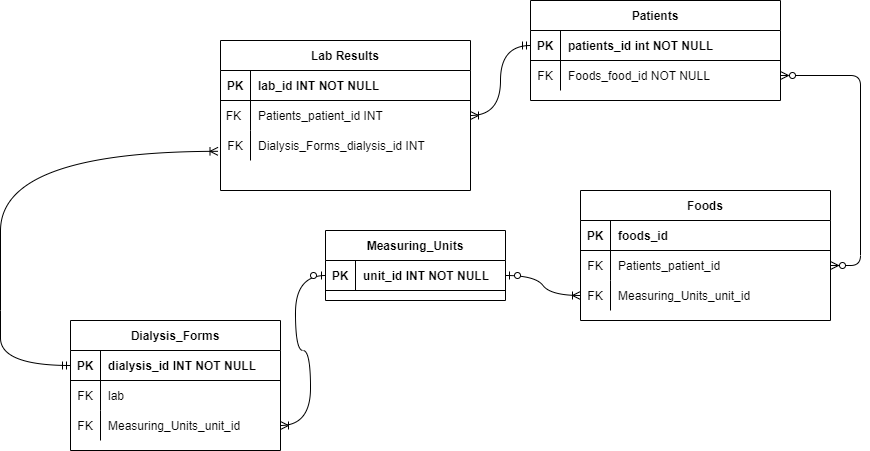 Patients
PK patients_id int NOT NULL
FK Foods_food_id NOT NULL
Lab Results
PK lab_id INT NOT NULL
FK Patients_patient_id INT
FK Dialysis_Forms_dialysis_id INT
Foods
PK foods_id
FK Patients_patient_id
FK Measuring_Units_unit_id
Measuring_Units
PK unit_id INT NOT NULL
Dialysis_Forms
PK dialysis_id INT NOT NULL
FK lab
FK Measuring_Units_unit_id